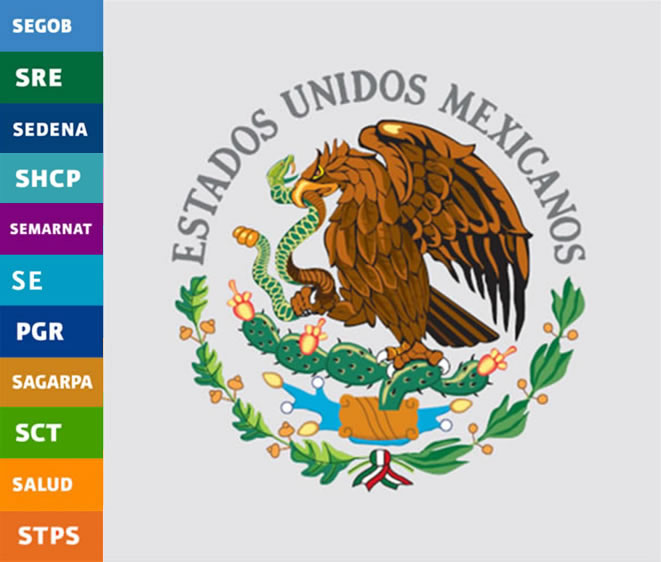 SEGOB
SRE
SEDENA
SHCP
SEMARNAT
SE
PGR
SAGARPA
SCT
SALUD
STPS
ESTADOS UNIDOS MEXICANOS